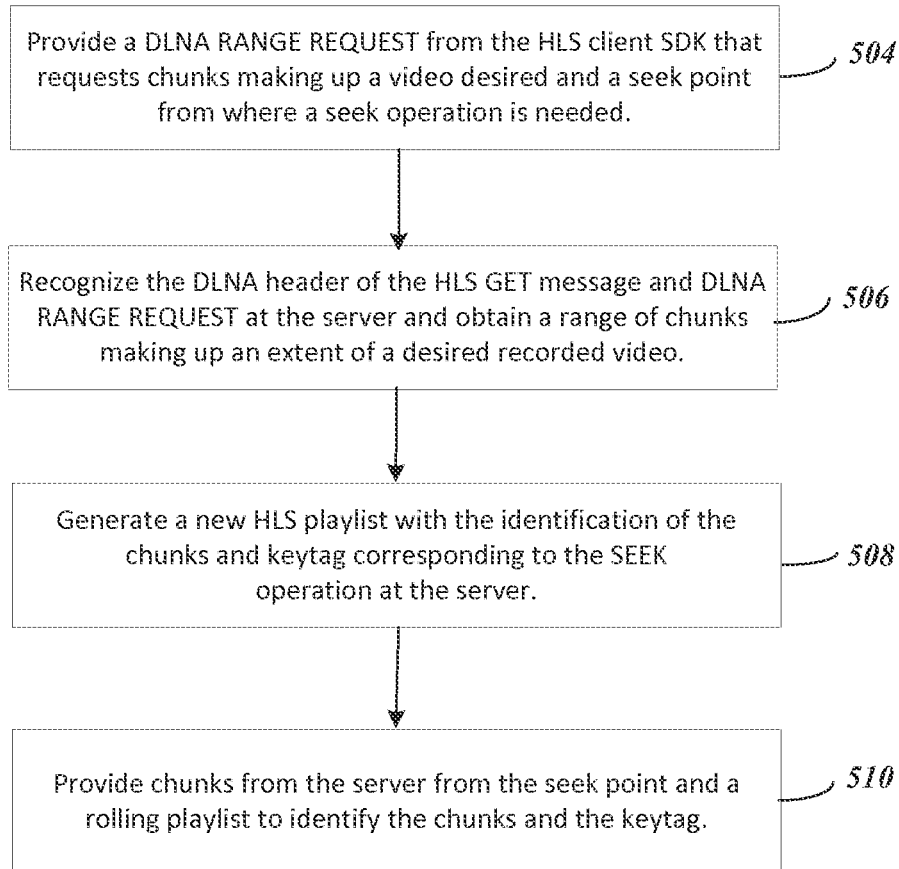 Provide a DLNA RANGE REQUEST from the HLS client SDK that
requests chunks making up a video desired and a seek point
from where a seek operation is needed.
504
Recognize the DLNA header of the HLS GET message and DLNA
RANGE REQUEST at the server and obtain a range of chunks
making up an extent of a desired recorded video.
506
Generate a new HLS playlist with the identification of the
chunks and keytag corresponding to the SEEK
operation at the server.
508
Provide chunks from the server from the seek point and a
rolling playlist to identify the chunks and the keytag.
510